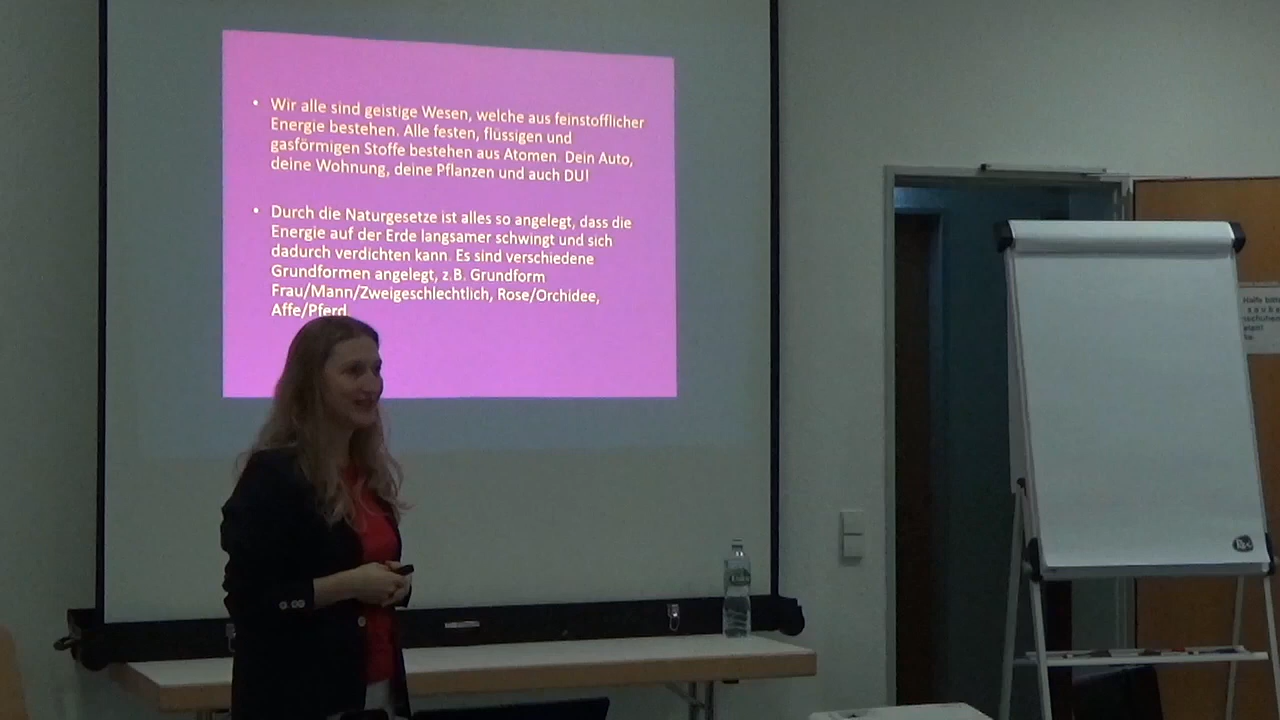 • Wir alle sind geistige Wesen, welche aus feinstofflicher
Energie bestehen. Alle festen, flüssigen und
gasförmigen Stoffe bestehen aus Atomen. Dein Auto,
deine Wohnung, deine Pflanzen und auch DU!
• Durch die Naturgesetze ist alles so angelegt, dass die
Energie auf der Erde langsamer schwingt und sich
dadurch verdichten kann. Es sind verschiedene
Grundformen angelegt, z.B. Grundform
Frau/Mann/Zweigeschlechtlich, Rose/Orchidee,
Affe/Pferd